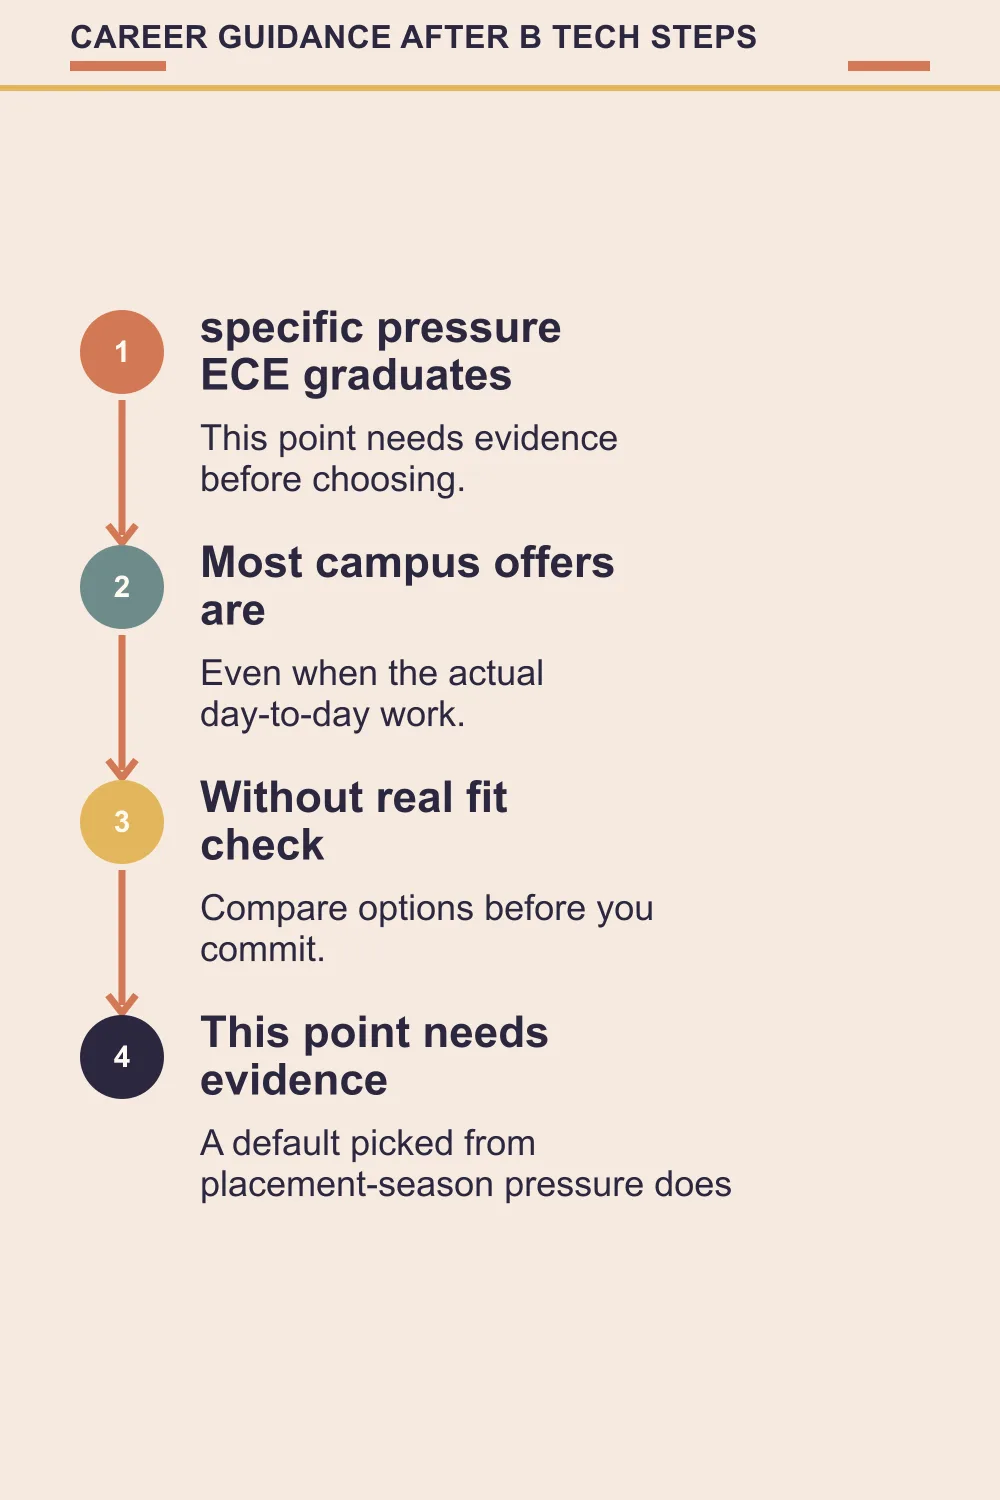 CAREER GUIDANCE AFTER B TECH STEPS
1
specific pressure
ECE graduates
This point needs evidence
before choosing.
2
Most campus offers
are
Even when the actual
day-to-day work.
3
Without real fit
check
Compare options before you
commit.
4
This point needs
evidence
A default picked from
placement-season pressure does